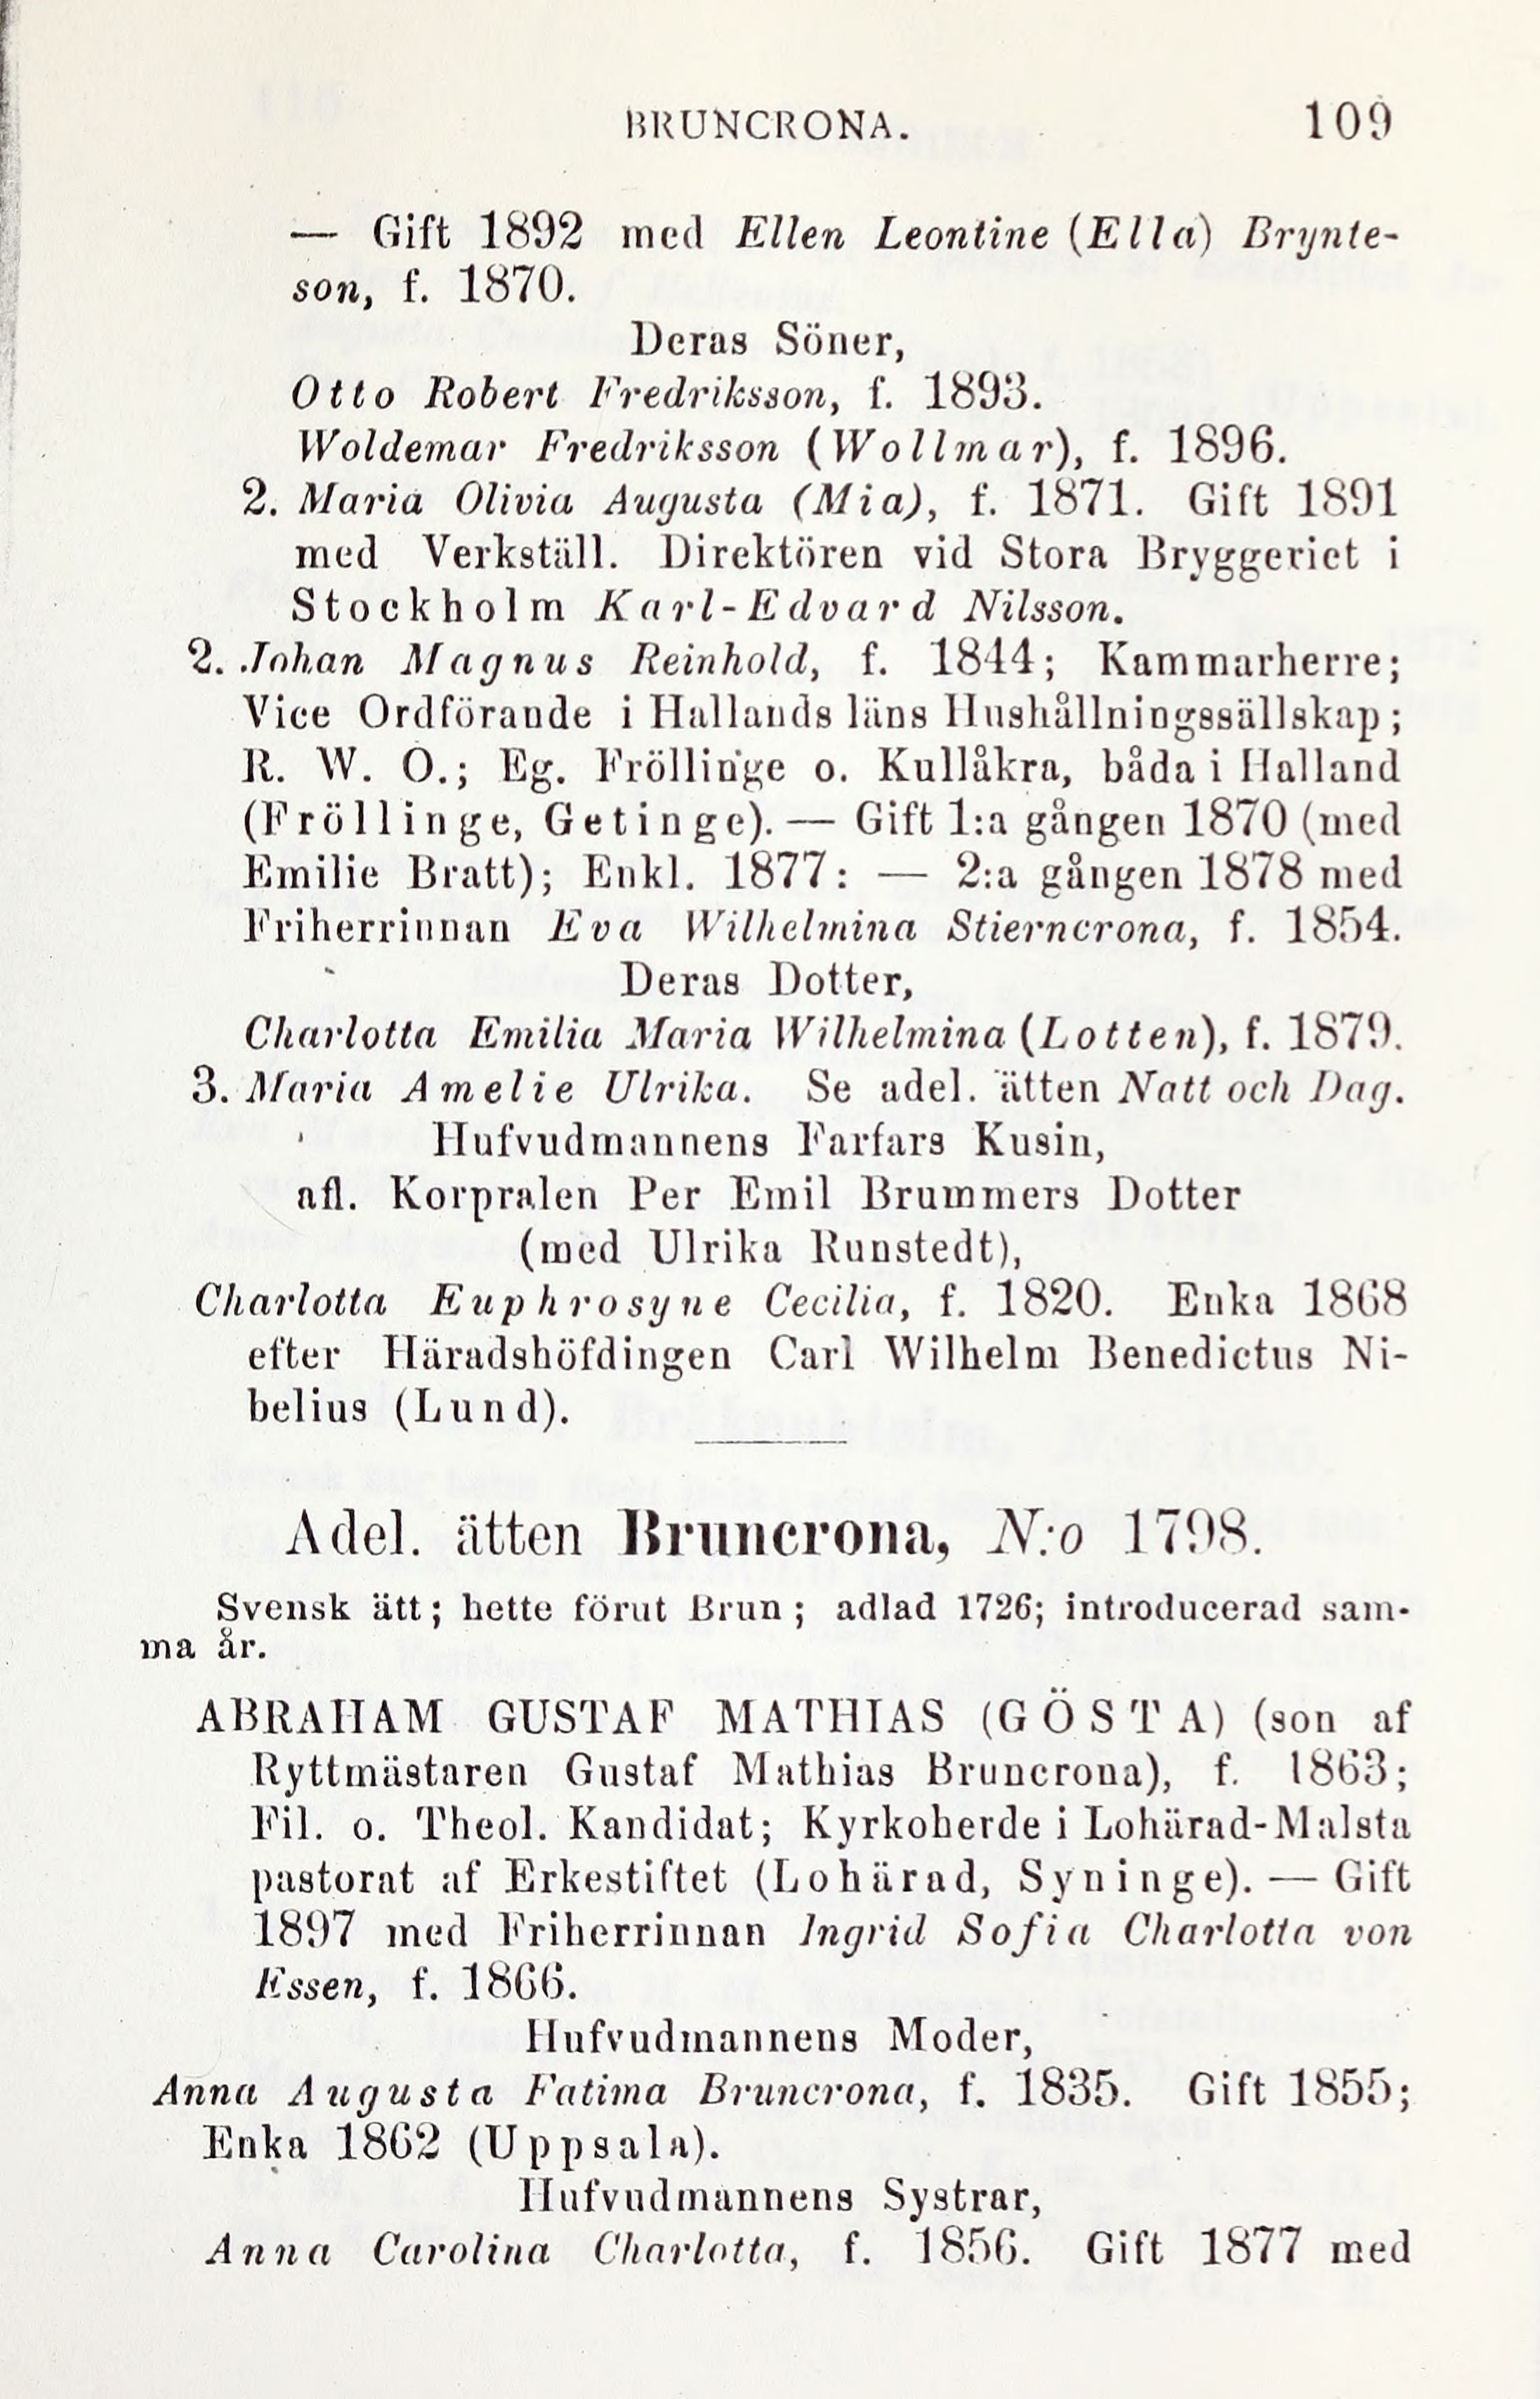 BRUNCRONA. 109
— Gift 1892 med Ellen Leontine (Ella) Brynte-
son, f. 1870.
Deras Söner,
Otto Robert Fredriksson, f. 1893.
Woldemar Fredriksson (Wollmar), f. 1896.
2. Maria Olivia Augusta (Mia), f. 1871. Gift 1891
med Verkställ. Direktören vid Stora Bryggeriet i
Stockholm Karl-Edvard Nilsson.
2. Johan Magnus Reinhold, f. 1844; Kammarherre;
Vice Ordförande i Hallands läns Hushållningssällskap;
R. W. O.; Eg. Fröllinge o. Kullåkra, båda i Halland
(Fröllinge, Getinge). — Gift 1:a gången 1870 (med
Emilie Bratt); Enkl. 1877: — 2:a gången 1878 med
Friherrinnan Eva Wilhelmina Stierncrona, f. 1854.
Deras Dotter,
Charlotta Emilia Maria Wilhelmina (Lotten), f. 1879.
3. Maria Amelie Ulrika. Se adel. ätten Natt och Dag.
Hufvudmannens Farfars Kusin,
afl. Korpralen Per Emil Brummers Dotter
(med Ulrika Runstedt),
Charlotta Euphrosyne Cecilia, f. 1820. Enka 1868
efter Häradshöfdingen Carl Wilhelm Benedictus Ni-
belius (Lund).
Adel. ätten Bruncrona, N:o 1798.
Svensk ätt; hette förut Brun; adlad 1726; introducerad sam-
ma år.
ABRAHAM GUSTAF MATHIAS (GÖSTA) (son af
Ryttmästaren Gustaf Mathias Bruncrona), f. 1863;
Fil. o. Theol. Kandidat; Kyrkoherde i Lohärad-Malsta
pastorat af Erkestiftet (Lohärad, Syninge). — Gift
1897 med Friherrinnan Ingrid Sofia Charlotta von
Essen, f. 1866.
Hufvudmannens Moder,
Anna Augusta Fatima Bruncrona, f. 1835. Gift 1855;
Enka 1862 (Uppsala).
Hufvudmannens Systrar,
Anna Carolina Charlotta, f. 1856. Gift 1877 med